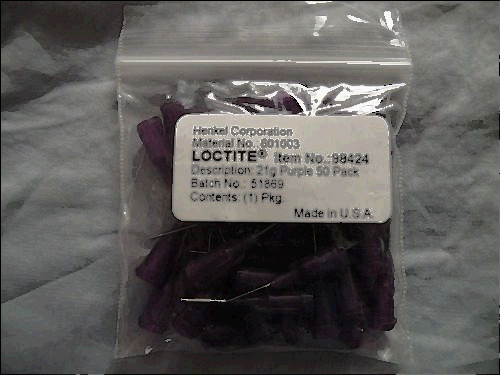 Henkel Corporation
Material No.: 801003
LOCTITE® Item No.:98424
Description: 21g Purple 50 Pack
Batch No.: 51869
Contents: (1) Pkg
Made in U.S.A.